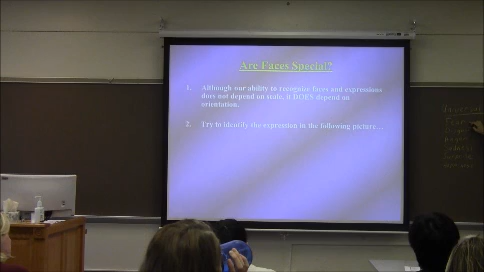 Are Faces Special?
1. Although our ability to recognize faces and expressions
does not depend on scale, it DOES depend on
orientation.
2. Try to identify the expression in the following picture…